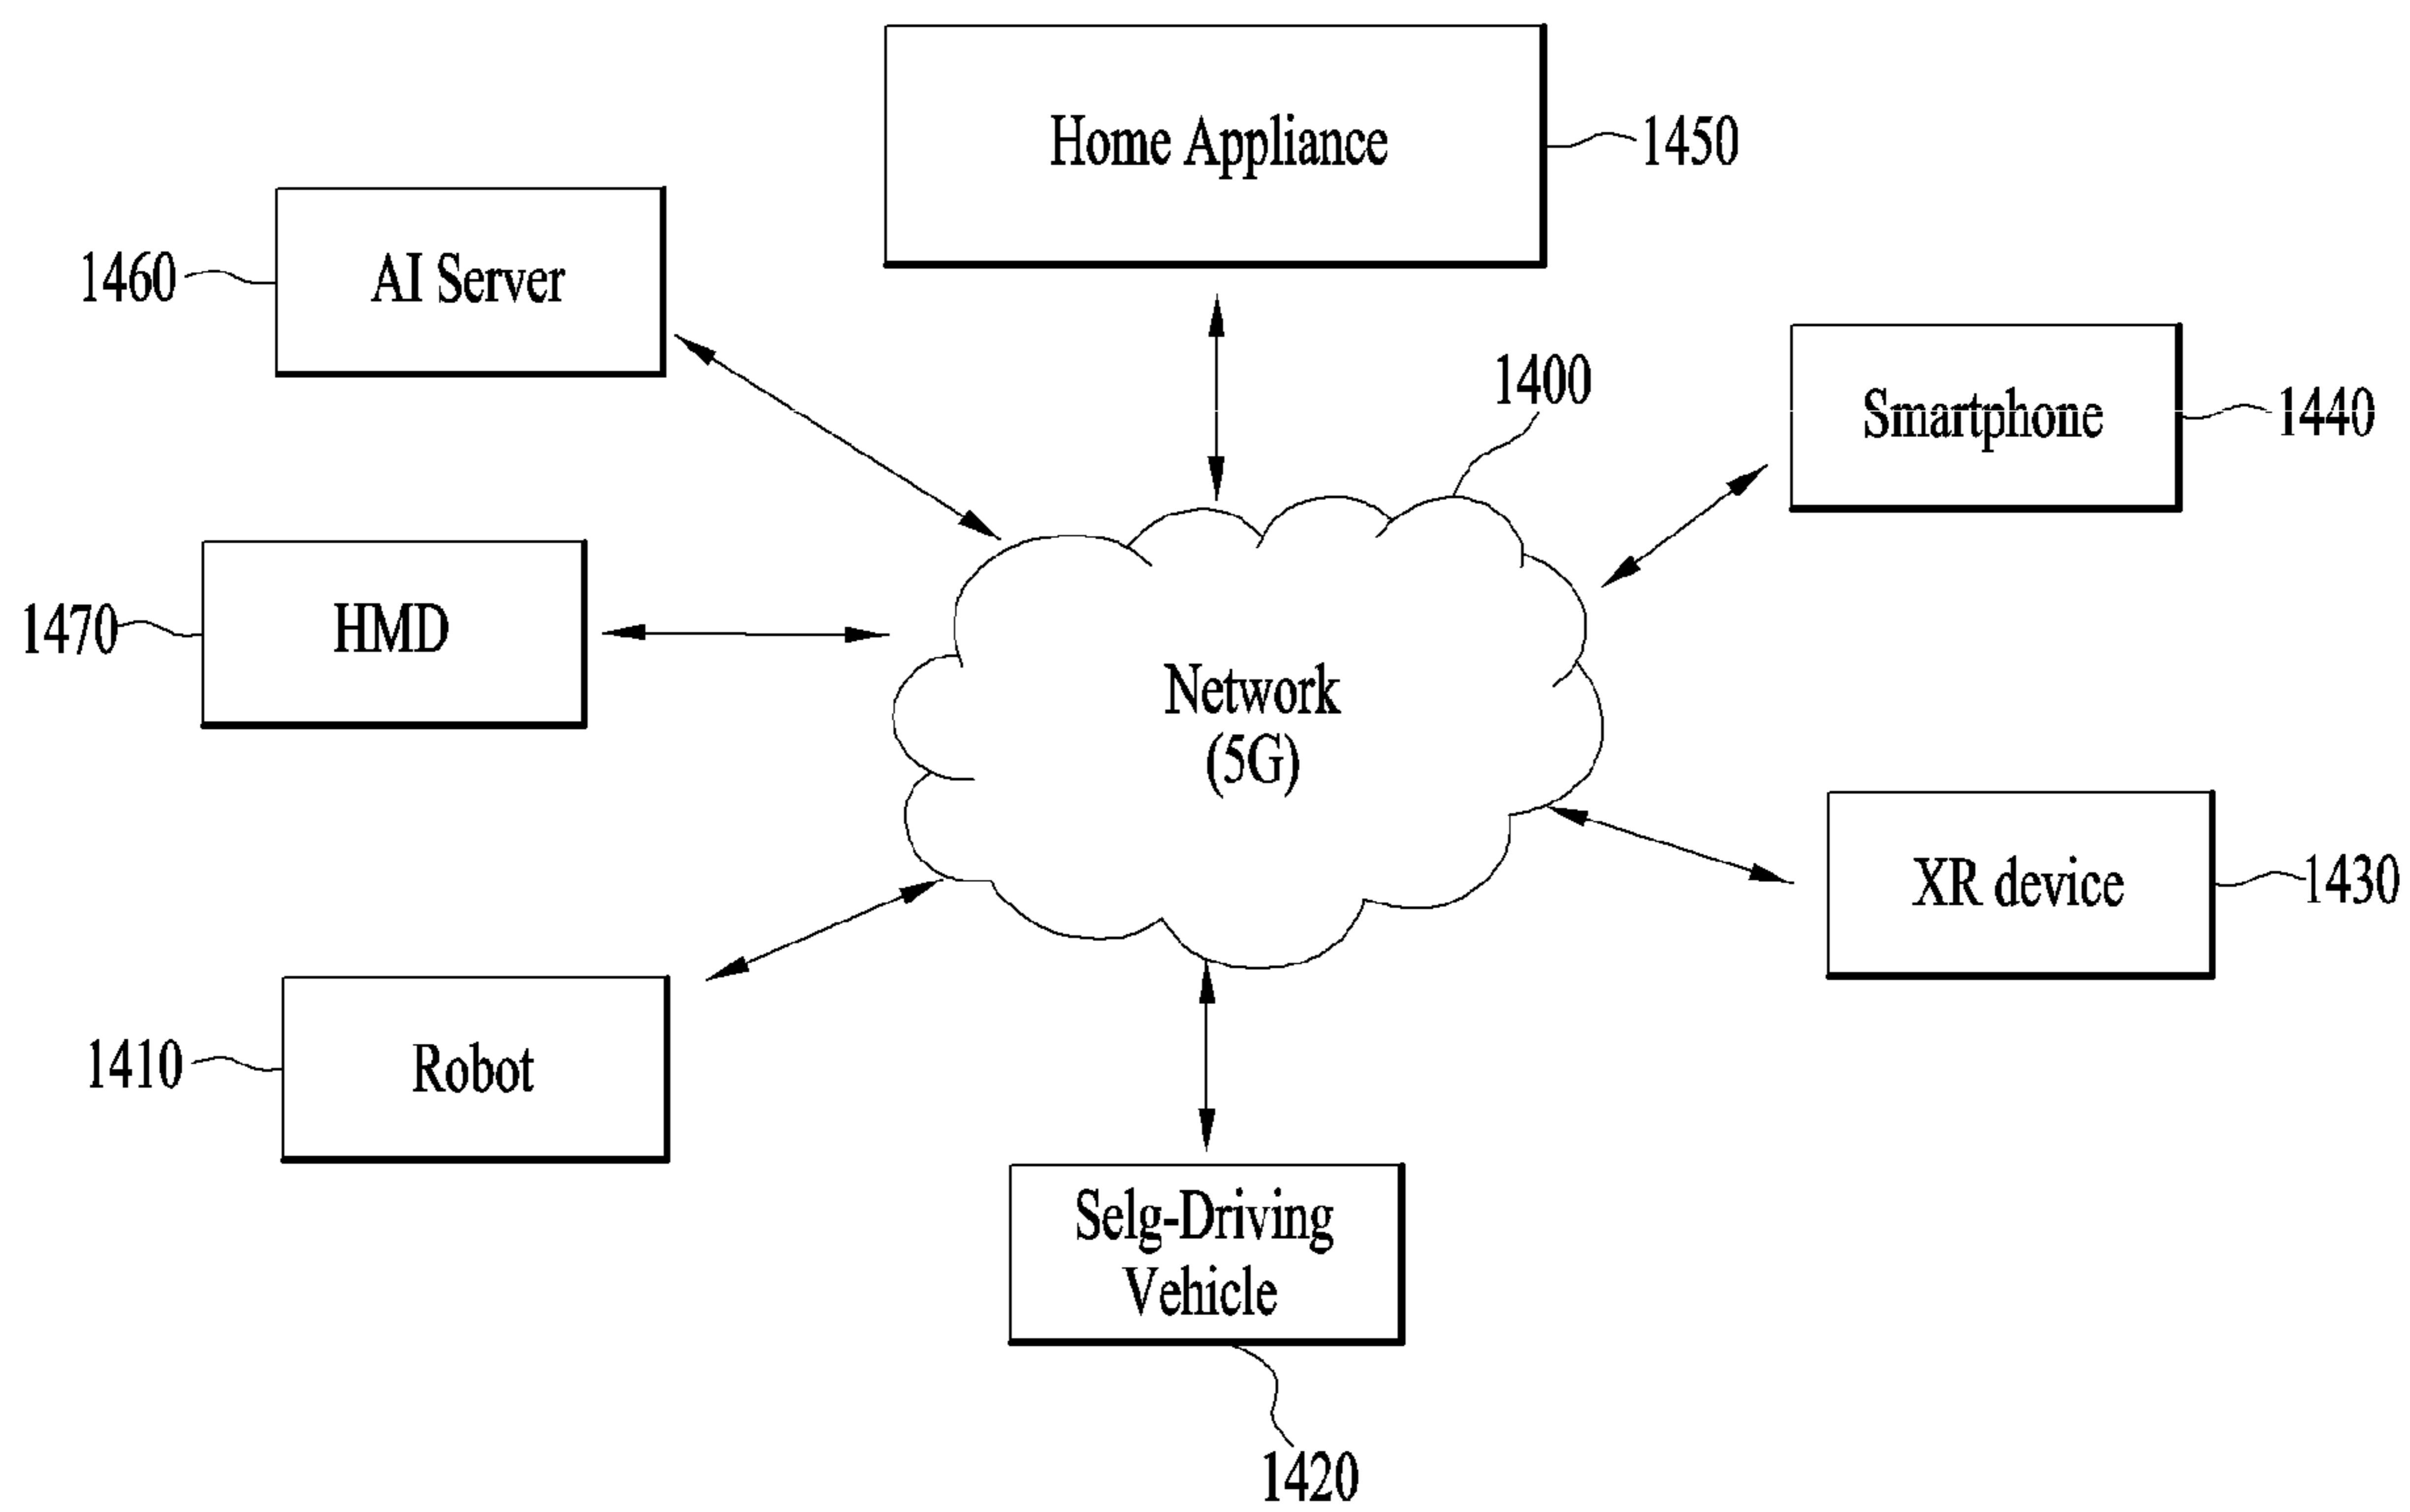 Home Appliance
1450
AI Server
1460
1400
Smartphone
1440
HMD
1470
Network
(5G)
XR device
1430
Robot
1410
Selg-Driving
Vehicle
1420